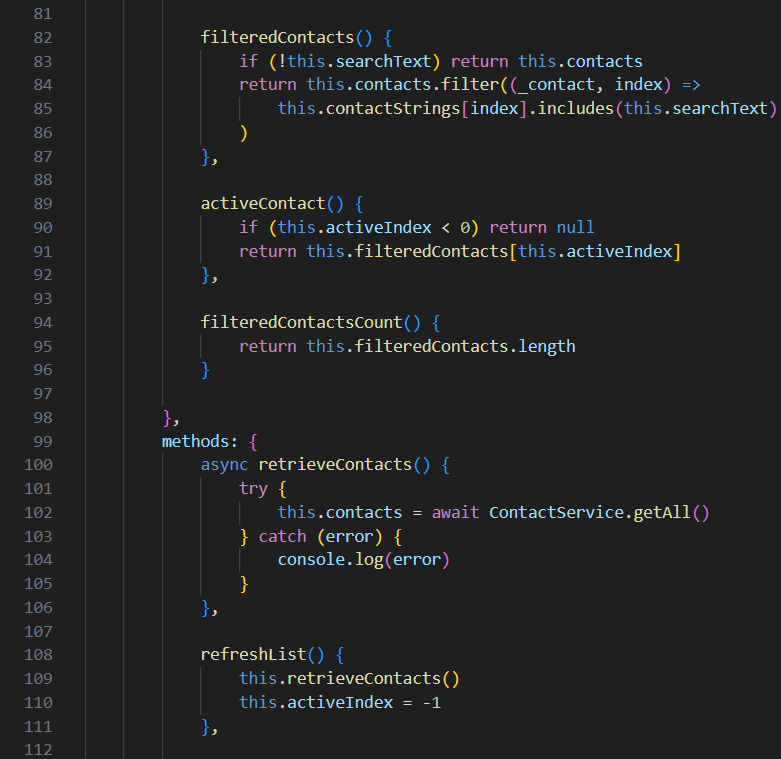 81
82 filteredContacts() {
83 if (!this.searchText) return this.contacts
84 return this.contacts.filter((_contact, index) =>
85 this.contactStrings[index].includes(this.searchText)
86 )
87 },
88
89 activeContact() {
90 if (this.activeIndex < 0) return null
91 return this.filteredContacts[this.activeIndex]
92 },
93
94 filteredContactsCount() {
95 return this.filteredContacts.length
96 }
97
98 },
99 methods: {
100 async retrieveContacts() {
101 try {
102 this.contacts = await ContactService.getAll()
103 } catch (error) {
104 console.log(error)
105 }
106 },
107
108 refreshList() {
109 this.retrieveContacts()
110 this.activeIndex = -1
111 },
112